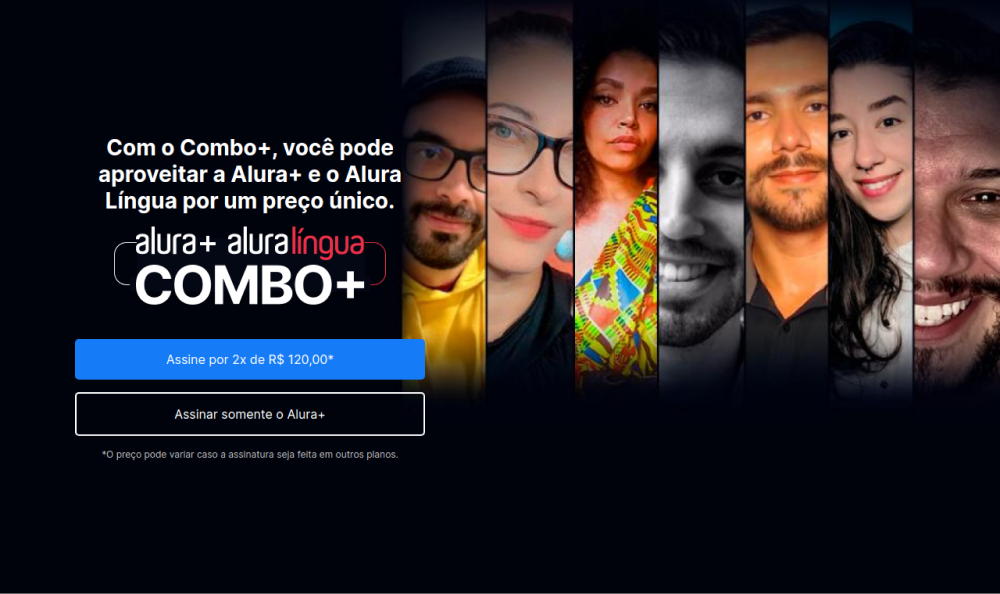 Com o Combo+, você pode
aproveitar a Alura+ e o Alura
Língua por um preço único.
alura+ aluralíngua
COMBO+
Assine por 2x de R$ 120,00*
Assinar somente o Alura+
*O preço pode variar caso a assinatura seja feita em outros planos.